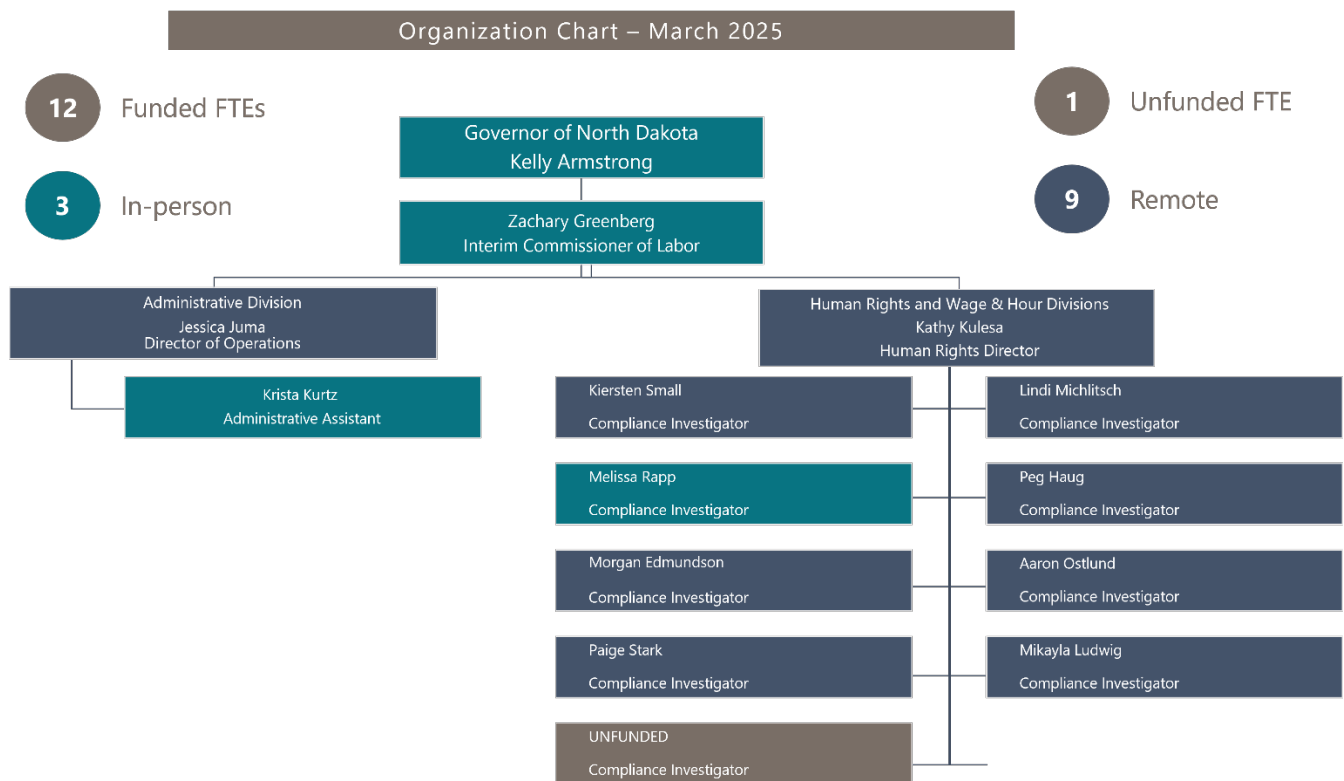 Organization Chart – March 2025
12
Funded FTEs
1
Unfunded FTE
3
In-person
9
Remote
Governor of North Dakota
Kelly Armstrong
Zachary Greenberg
Interim Commissioner of Labor
Administrative Division
Jessica Juma
Director of Operations
Krista Kurtz
Administrative Assistant
Human Rights and Wage & Hour Divisions
Kathy Kulesa
Human Rights Director
Kiersten Small
Compliance Investigator
Lindi Michlitsch
Compliance Investigator
Melissa Rapp
Compliance Investigator
Peg Haug
Compliance Investigator
Morgan Edmundson
Compliance Investigator
Aaron Ostlund
Compliance Investigator
Paige Stark
Compliance Investigator
Mikayla Ludwig
Compliance Investigator
UNFUNDED
Compliance Investigator